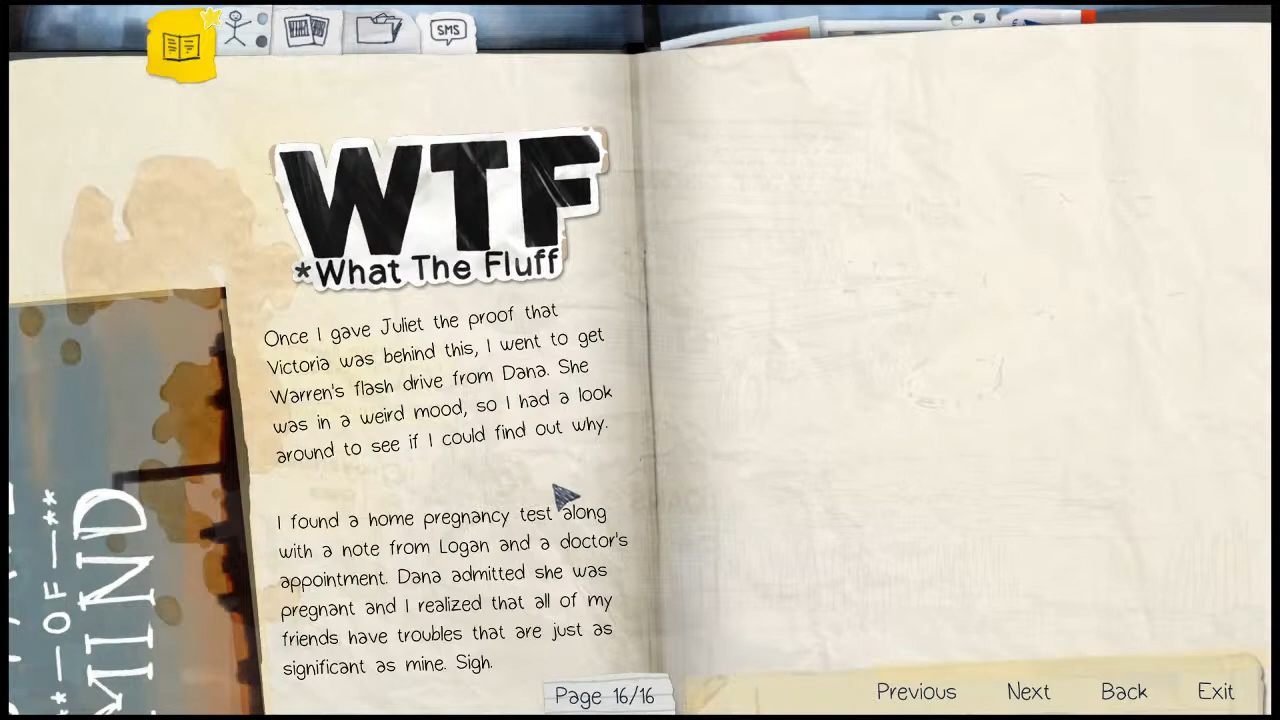 SMS
WTF
*What The Fluff
Once I gave Juliet the proof that
Victoria was behind this, I went to get
Warren's flash drive from Dana. She
was in a weird mood, so I had a look
around to see if I could find out why.
I found a home pregnancy test along
with a note from Logan and a doctor's
appointment. Dana admitted she was
pregnant and I realized that all of my
friends have troubles that are just as
significant as mine. Sigh.
**—OF—**
MIND
Page 16/16
Previous
Next
Back
Exit